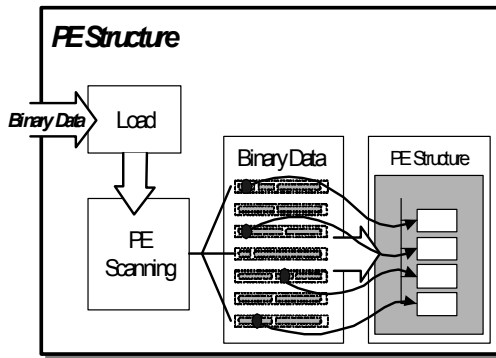 PE Structure
Binary Data
Load
PE
Scanning
Binary Data
PE Structure